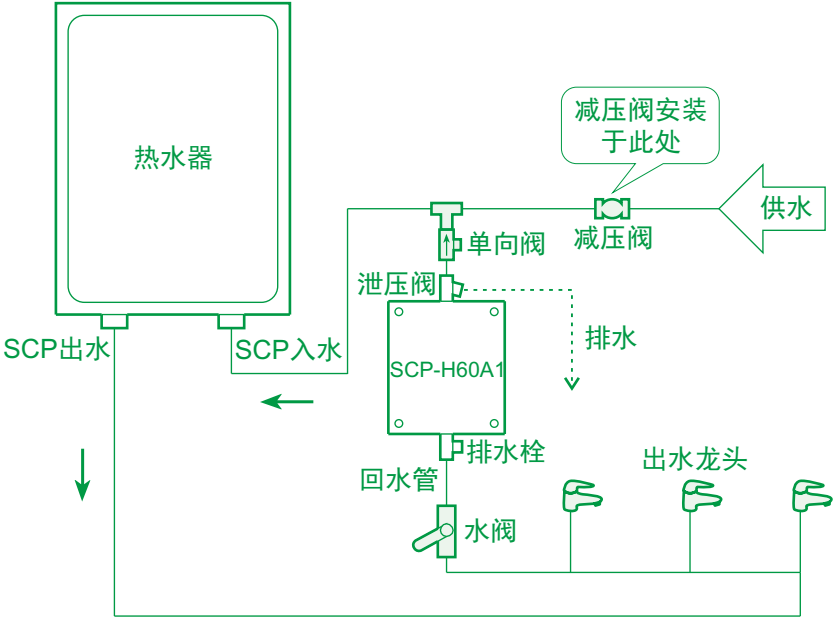 减压阀安装
于此处
热水器
供水
单向阀
减压阀
泄压阀
排水
SCP出水
SCP入水
SCP-H60A1
排水栓
回水管
出水龙头
水阀